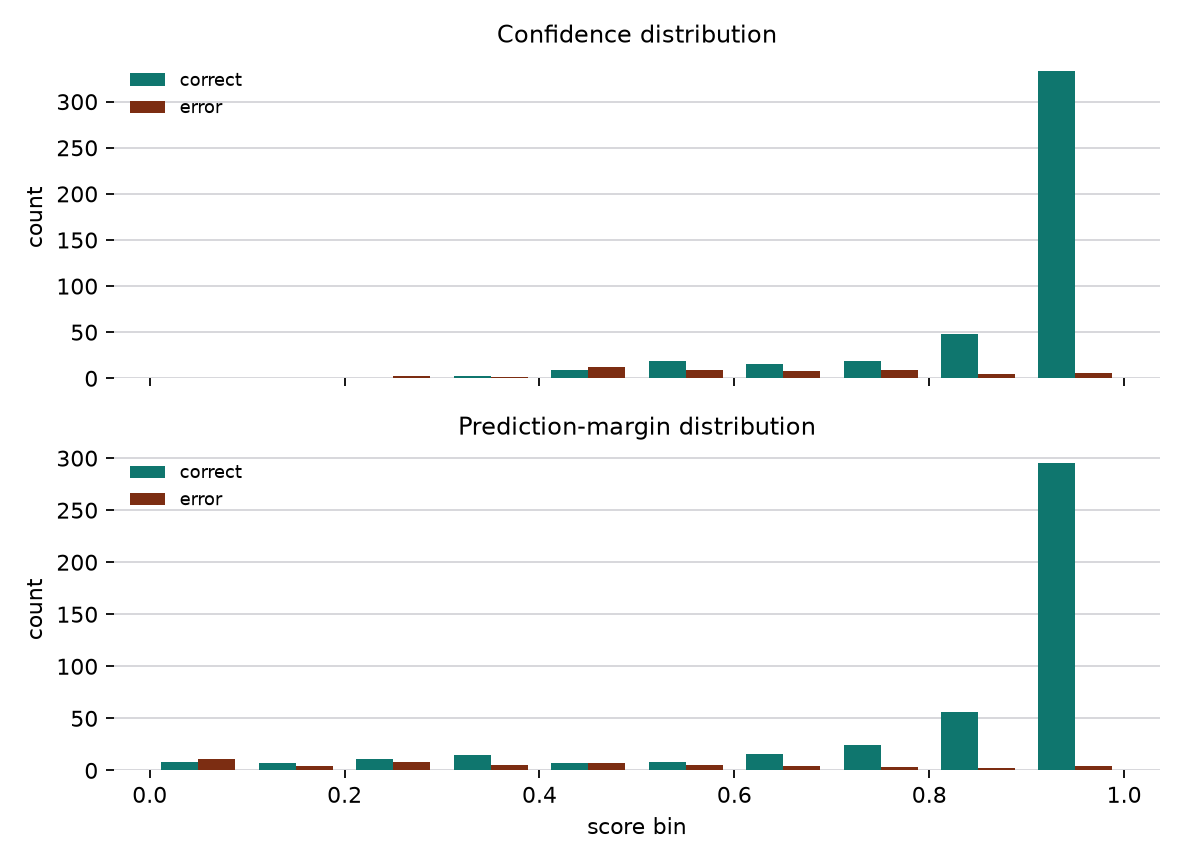 Confidence distribution
correct
error
300
250
200
150
100
50
0
count
Prediction-margin distribution
correct
error
300
250
200
150
100
50
0
count
0.0 0.2 0.4 0.6 0.8 1.0
score bin